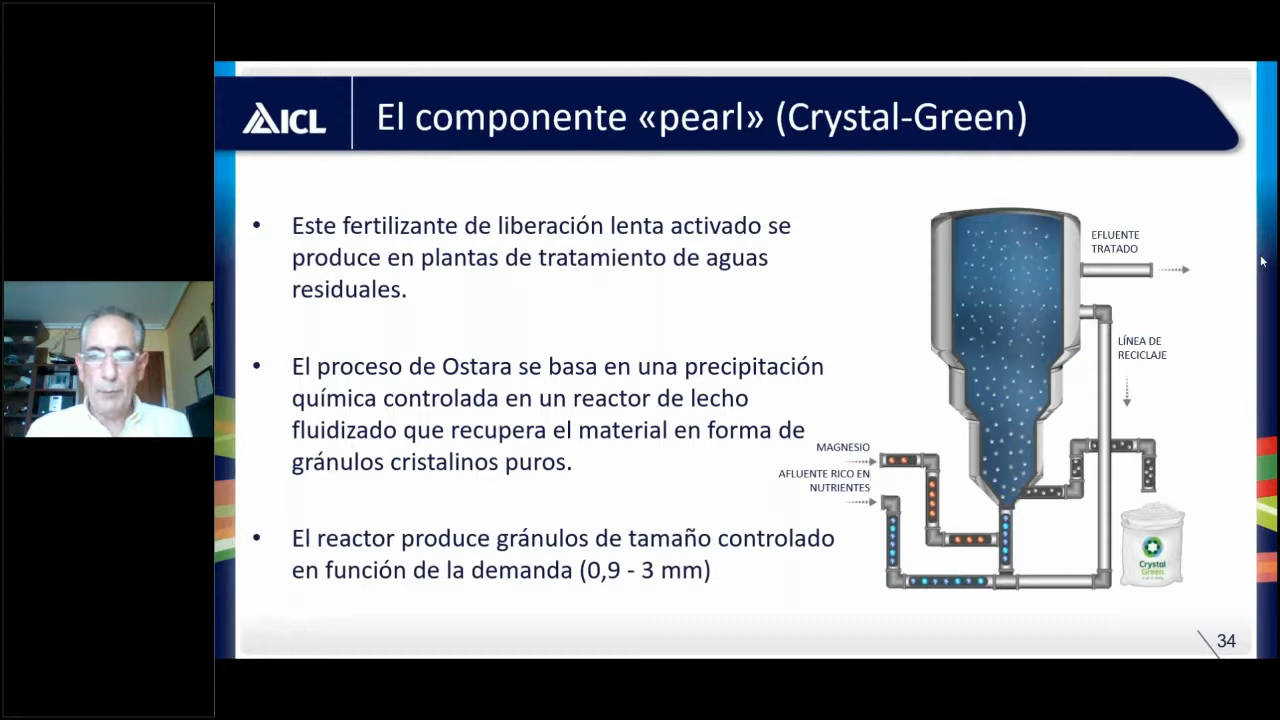 ICL
El componente «pearl» (Crystal-Green)
• Este fertilizante de liberación lenta activado se
produce en plantas de tratamiento de aguas
residuales.
• El proceso de Ostara se basa en una precipitación
química controlada en un reactor de lecho
fluidizado que recupera el material en forma de
gránulos cristalinos puros.
• El reactor produce gránulos de tamaño controlado
en función de la demanda (0,9 - 3 mm)
EFLUENTE
TRATADO
LÍNEA DE
RECICLAJE
MAGNESIO
AFLUENTE RICO EN
NUTRIENTES
Crystal
Green
34